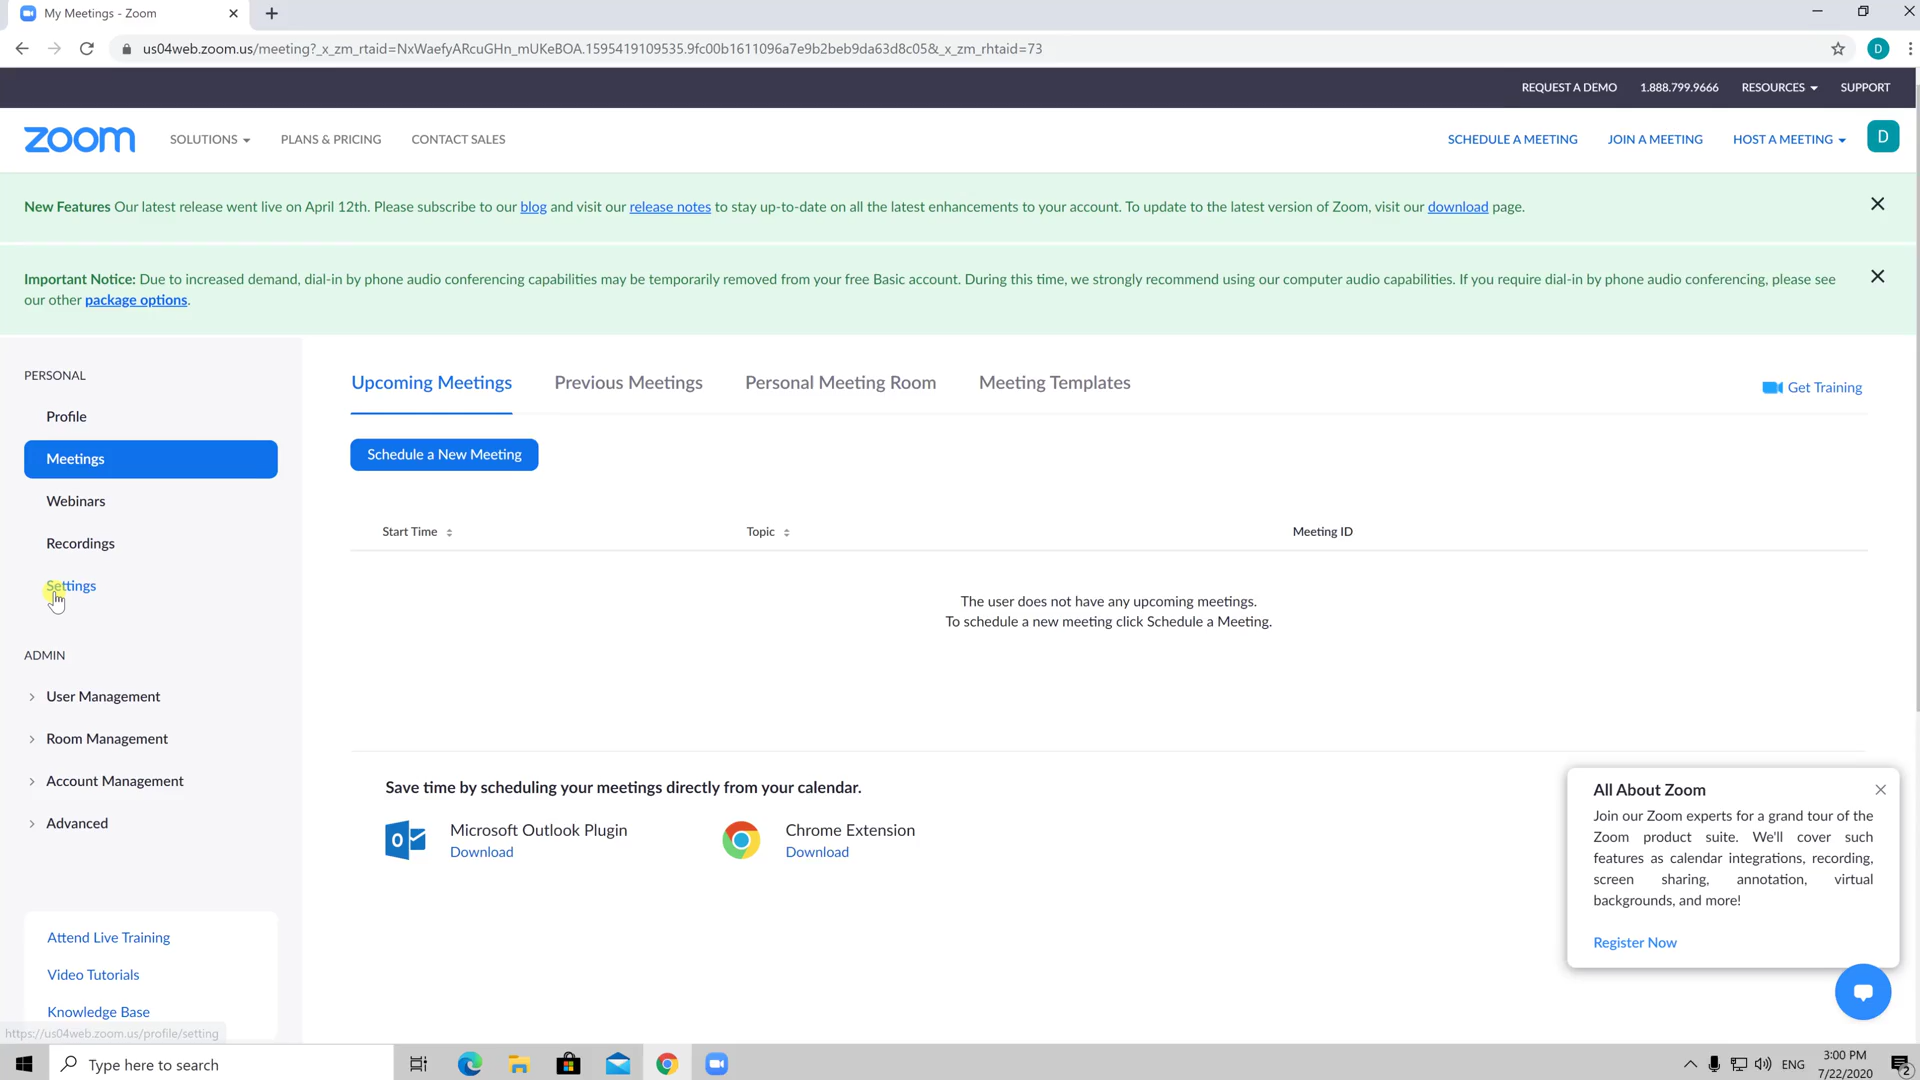 My Meetings - Zoom
us04web.zoom.us/meeting?_x_zm_rtaid=NxWaefyARcuGHn_mUKeBOA.1595419109535.9fc00b1611096a7e9b2beb9da63d8c05&_x_zm_rhtaid=73
D
REQUEST A DEMO 1.888.799.9666 RESOURCES SUPPORT
zoom SOLUTIONS PLANS & PRICING CONTACT SALES SCHEDULE A MEETING JOIN A MEETING HOST A MEETING D
New Features Our latest release went live on April 12th. Please subscribe to our blog and visit our release notes to stay up-to-date on all the latest enhancements to your account. To update to the latest version of Zoom, visit our download page.
Important Notice: Due to increased demand, dial-in by phone audio conferencing capabilities may be temporarily removed from your free Basic account. During this time, we strongly recommend using our computer audio capabilities. If you require dial-in by phone audio conferencing, please see
our other package options.
PERSONAL
Profile
Meetings
Webinars
Recordings
Settings
ADMIN
User Management
Room Management
Account Management
Advanced
Attend Live Training
Video Tutorials
Knowledge Base
https://us04web.zoom.us/profile/setting
Upcoming Meetings Previous Meetings Personal Meeting Room Meeting Templates
Get Training
Schedule a New Meeting
Start Time Topic Meeting ID
The user does not have any upcoming meetings.
To schedule a new meeting click Schedule a Meeting.
Save time by scheduling your meetings directly from your calendar.
Microsoft Outlook Plugin
Download
Chrome Extension
Download
All About Zoom
Join our Zoom experts for a grand tour of the
Zoom product suite. We'll cover such
features as calendar integrations, recording,
screen sharing, annotation, virtual
backgrounds, and more!
Register Now
Type here to search
ENG
3:00 PM
7/22/2020
2